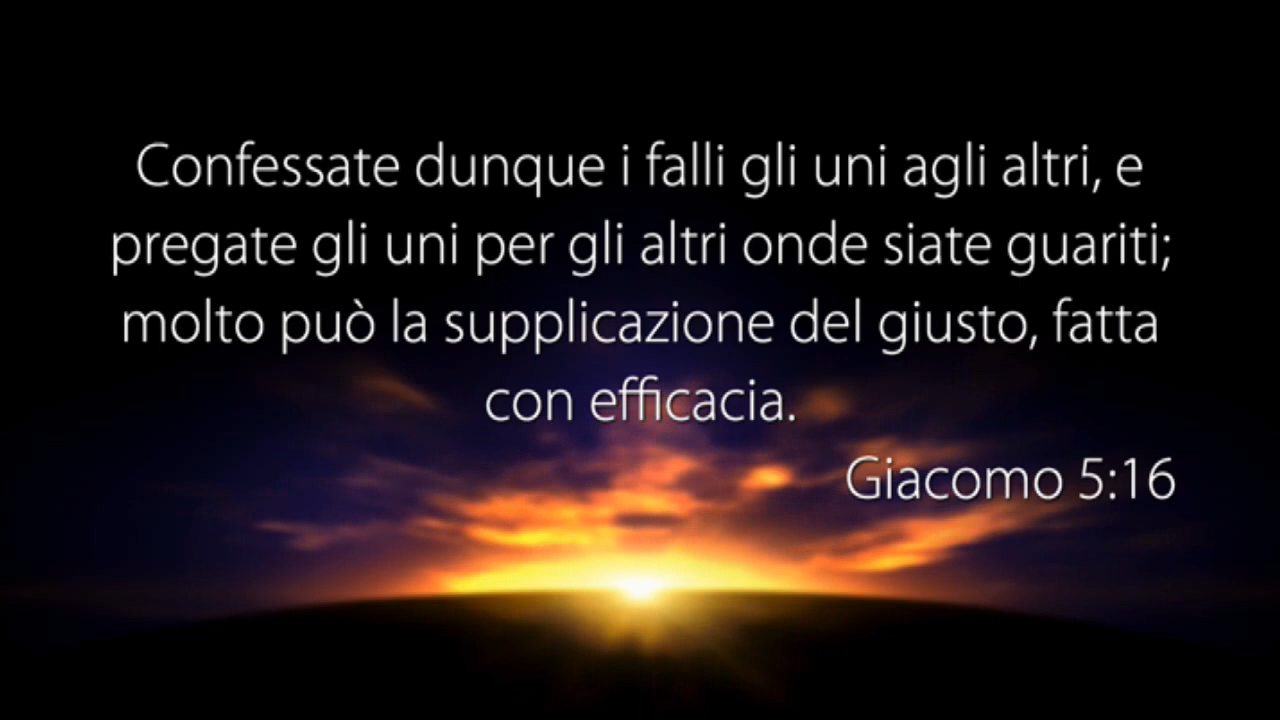 Confessate dunque i falli gli uni agli altri, e
pregate gli uni per gli altri onde siate guariti;
molto può la supplicazione del giusto, fatta
con efficacia.
Giacomo 5:16